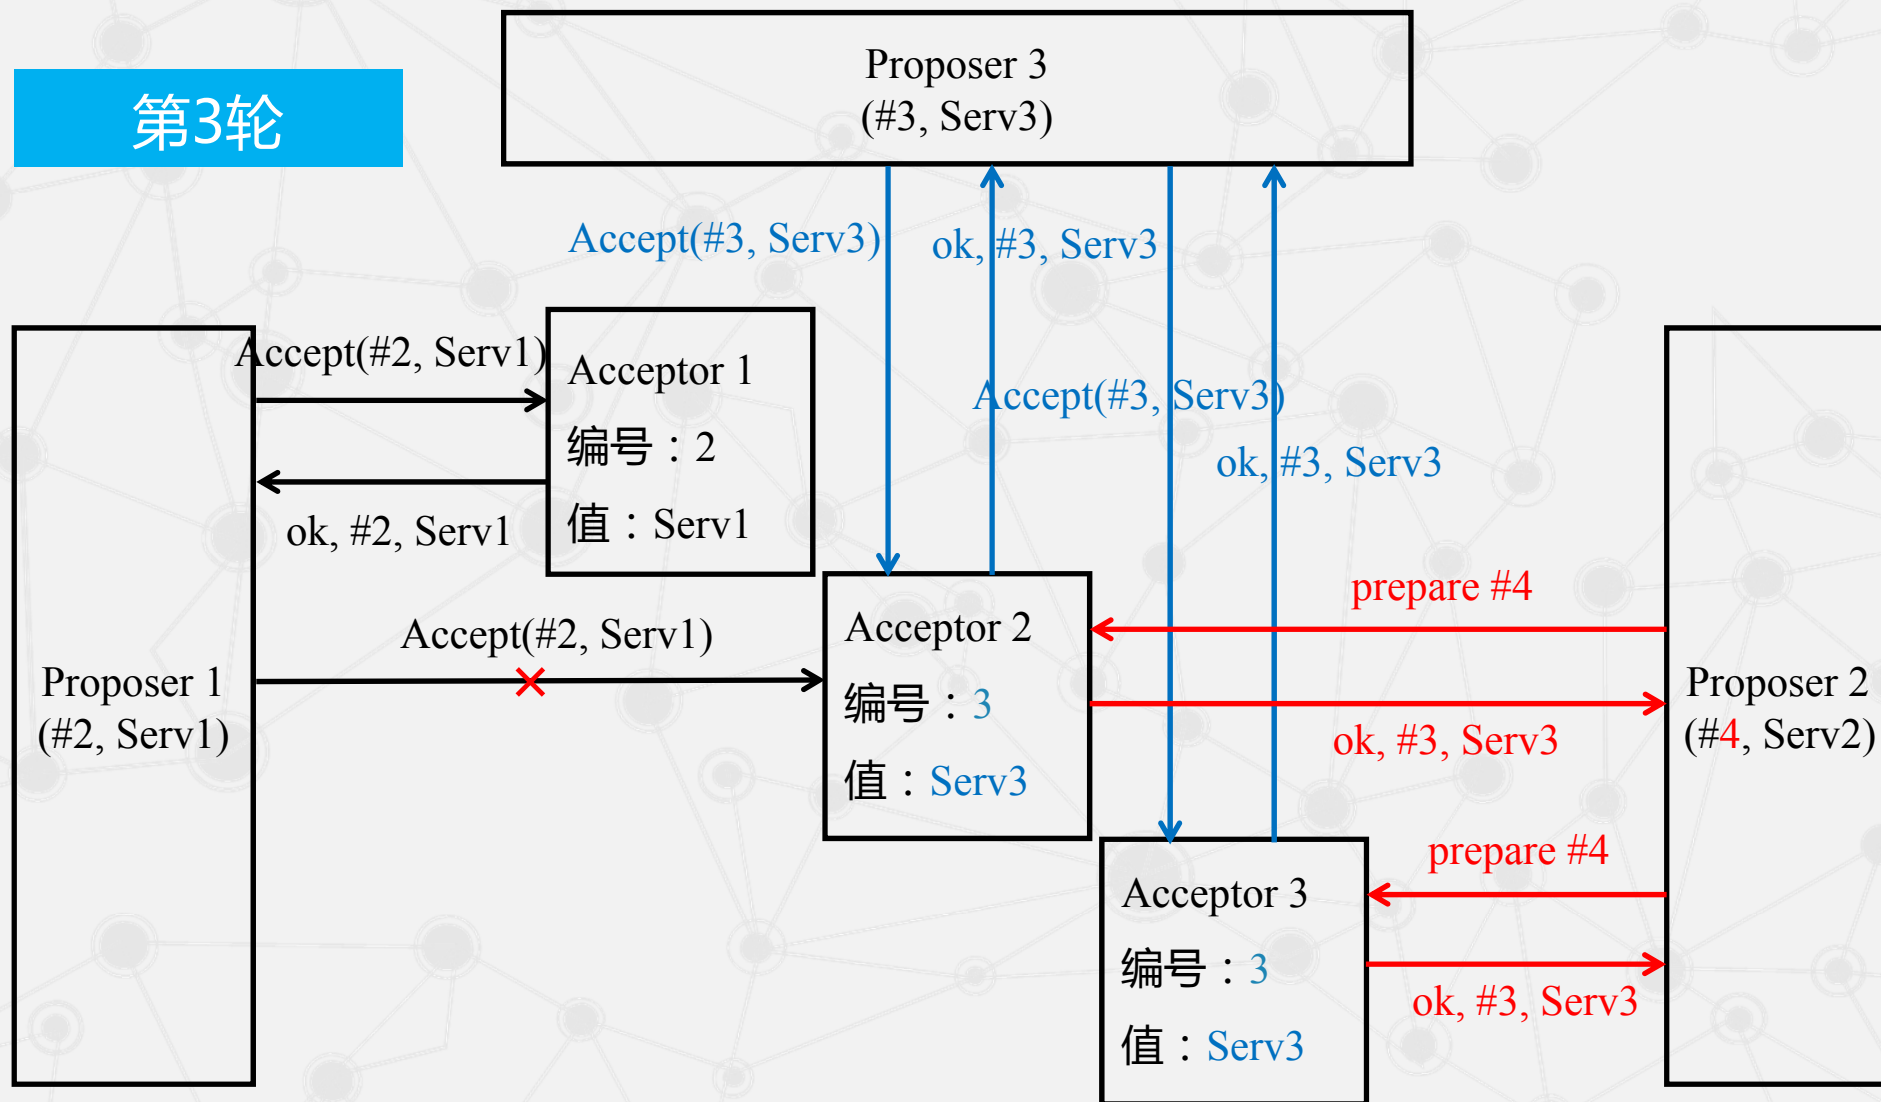 第3轮
Proposer 3
(#3, Serv3)
Accept(#3, Serv3)
ok, #3, Serv3
Accept(#2, Serv1)
Acceptor 1
编号：2
值：Serv1
ok, #2, Serv1
Accept(#3, Serv3)
ok, #3, Serv3
Proposer 1
(#2, Serv1)
Accept(#2, Serv1)
Acceptor 2
编号：3
值：Serv3
prepare #4
ok, #3, Serv3
Proposer 2
(#4, Serv2)
Acceptor 3
编号：3
值：Serv3
prepare #4
ok, #3, Serv3